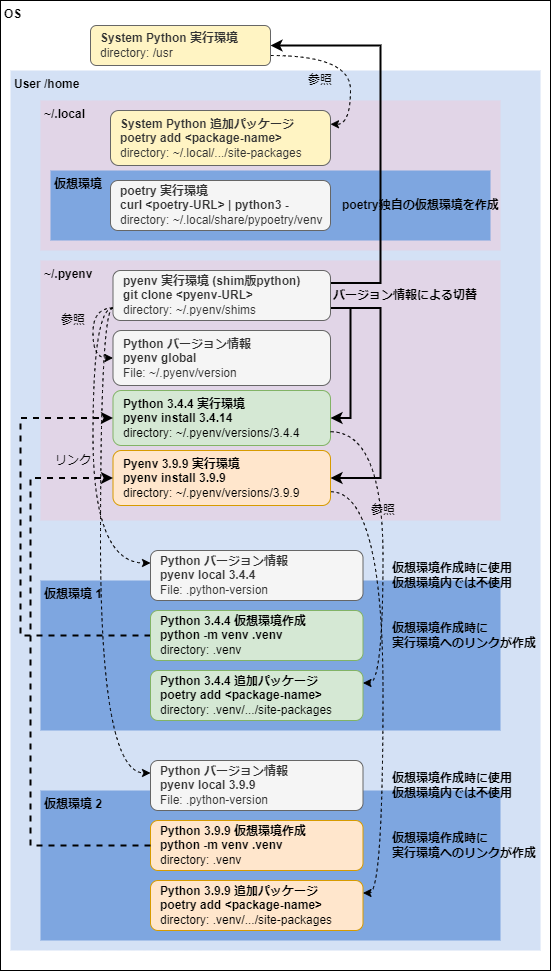 OS
System Python 実行環境
directory: /usr
参照
User /home
~/.local
System Python 追加パッケージ
poetry add <package-name>
directory: ~/.local/.../site-packages
仮想環境
poetry 実行環境
curl <poetry-URL> | python3 -
directory: ~/.local/share/pypoetry/venv
poetry独自の仮想環境を作成
~/.pyenv
pyenv 実行環境 (shim版python)
git clone <pyenv-URL>
directory: ~/.pyenv/shims
バージョン情報による切替
参照
Python バージョン情報
pyenv global
File: ~/.pyenv/version
Python 3.4.4 実行環境
pyenv install 3.4.14
directory: ~/.pyenv/versions/3.4.4
リンク
Pyenv 3.9.9 実行環境
pyenv install 3.9.9
directory: ~/.pyenv/versions/3.9.9
参照
Python バージョン情報
pyenv local 3.4.4
File: .python-version
仮想環境作成時に使用
仮想環境内では不使用
仮想環境 1
Python 3.4.4 仮想環境作成
python -m venv .venv
directory: .venv
仮想環境作成時に
実行環境へのリンクが作成
Python 3.4.4 追加パッケージ
poetry add <package-name>
directory: .venv/.../site-packages
Python バージョン情報
pyenv local 3.9.9
File: .python-version
仮想環境作成時に使用
仮想環境内では不使用
仮想環境 2
Python 3.9.9 仮想環境作成
python -m venv .venv
directory: .venv
仮想環境作成時に
実行環境へのリンクが作成
Python 3.9.9 追加パッケージ
poetry add <package-name>
directory: .venv/.../site-packages